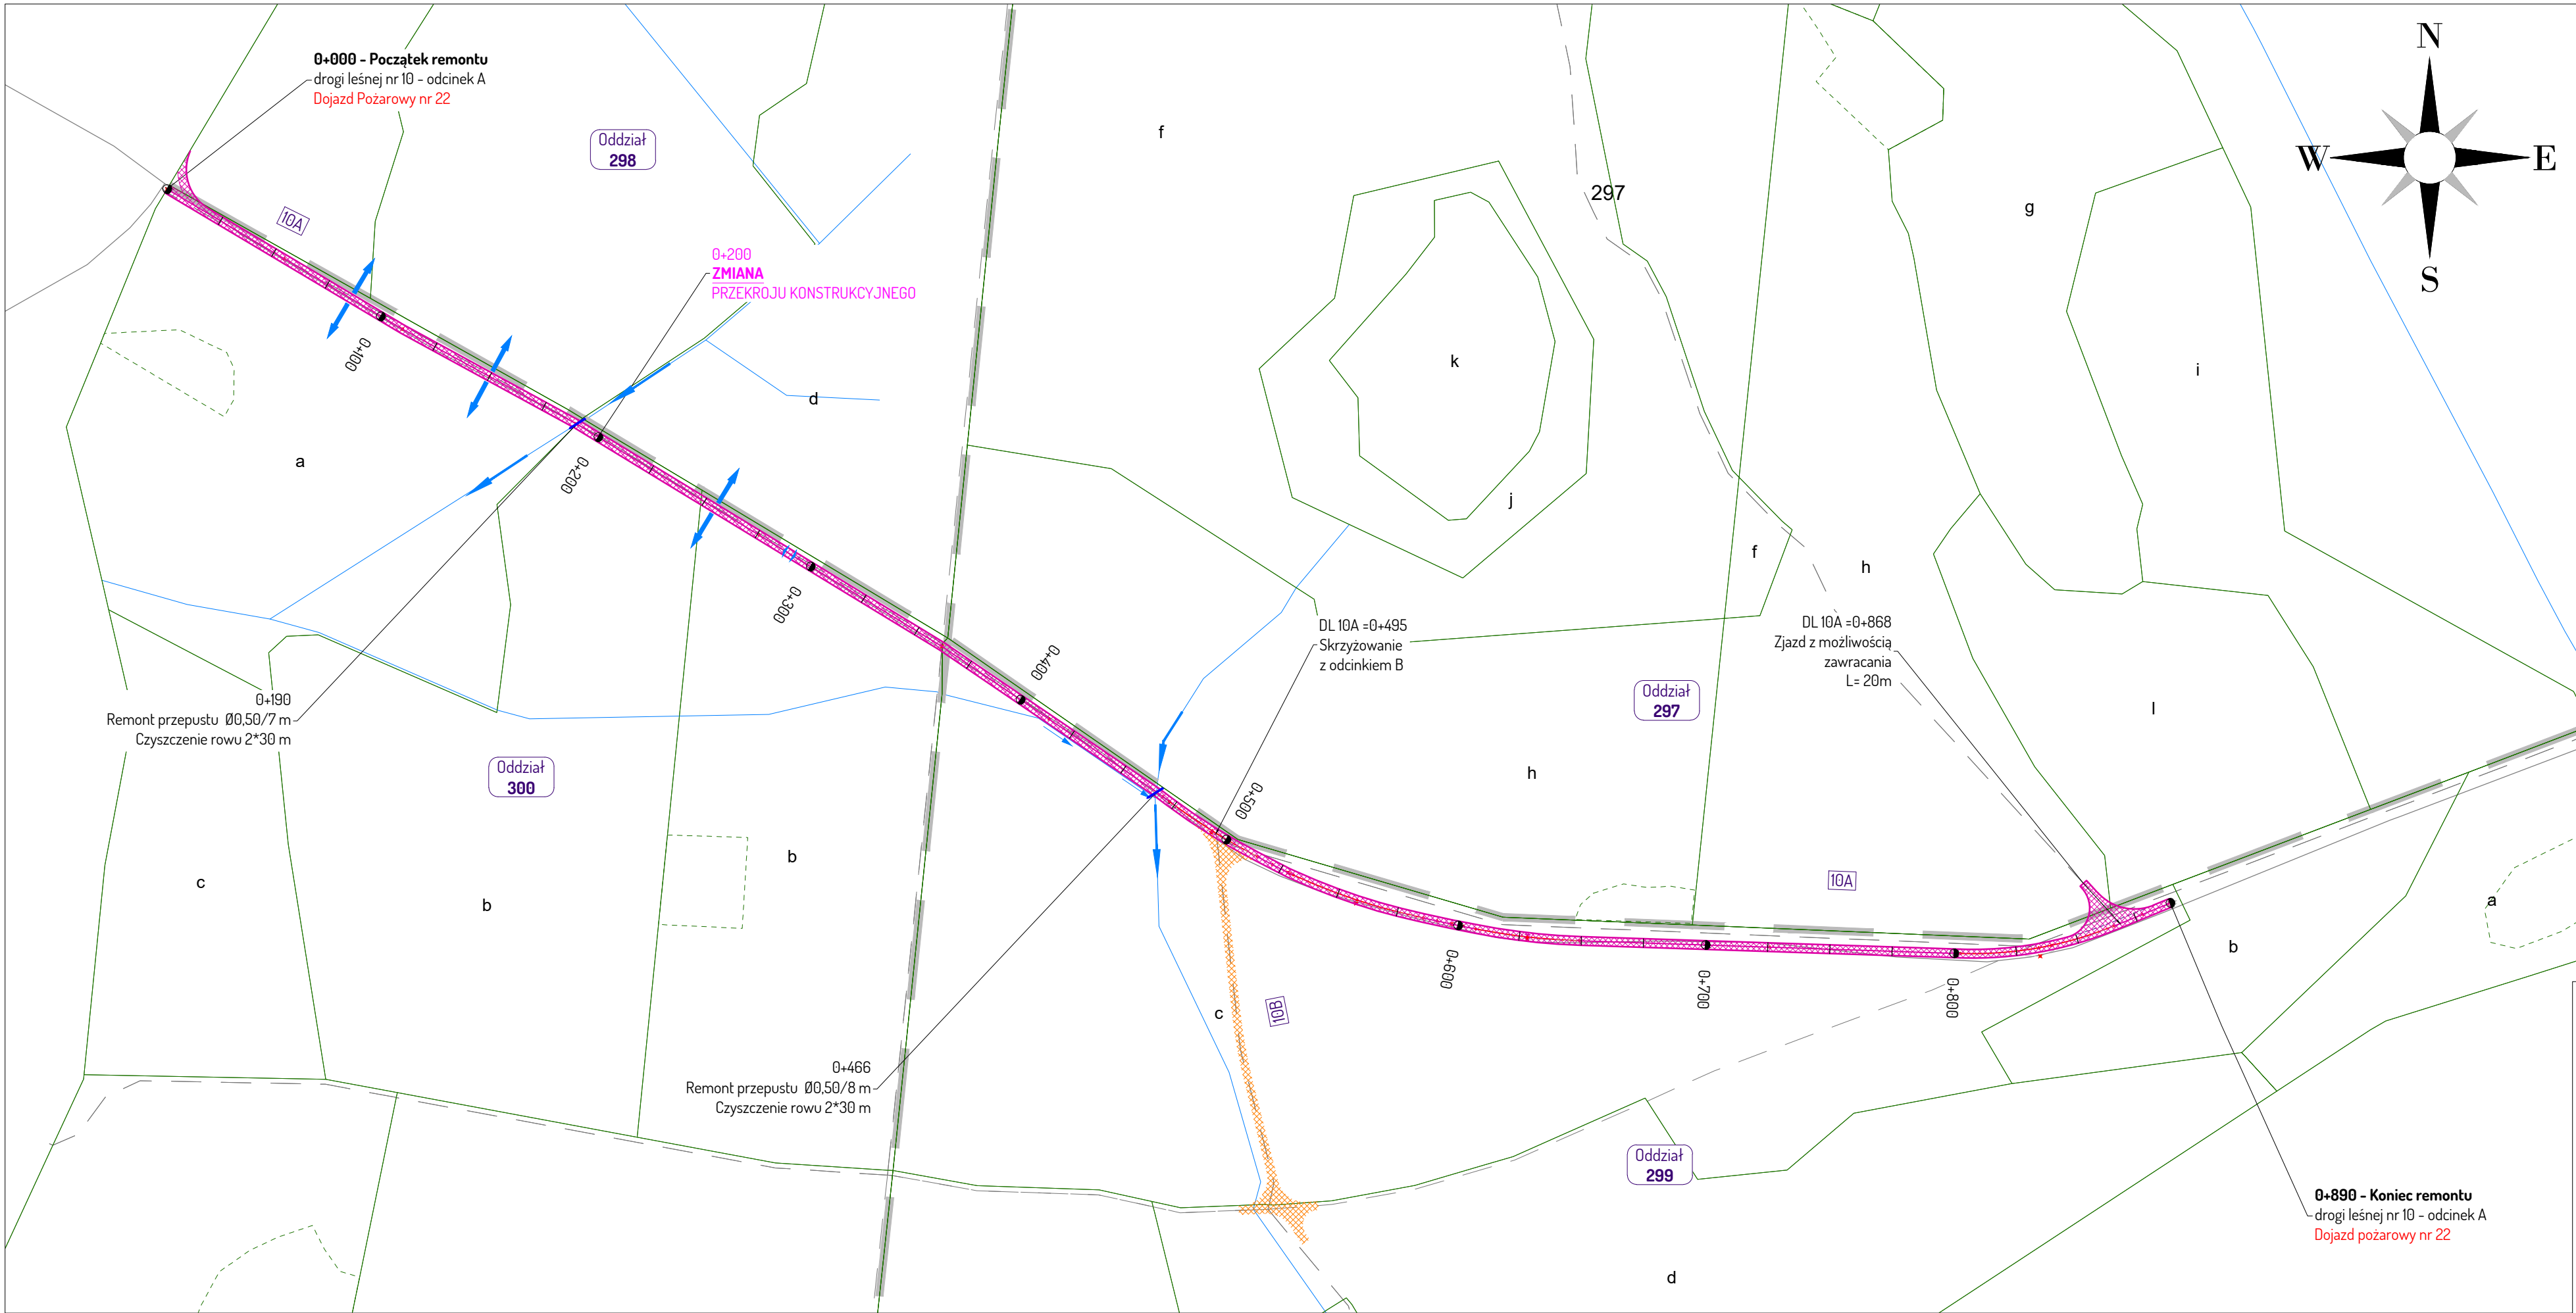 0+000 - Początek remontu
drogi leśnej nr 10 - odcinek A
Dojazd Pożarowy nr 22
Oddział
298
10A
0+200
ZMIANA
PRZEKROJU KONSTRUKCYJNEGO
f
297
g
N
W
E
S
k
i
j
d
a
0+100
0+200
0+300
0+400
0+500
f
h
DL 10A =0+495
Skrzyżowanie
z odcinkiem B
DL 10A =0+868
Zjazd z możliwością
zawracania
L= 20m
Oddział
297
l
h
0+190
Remont przepustu Ø0,50/7 m
Czyszczenie rowu 2*30 m
Oddział
300
b
c
b
10A
a
b
0+600
0+700
0+800
c
10B
0+466
Remont przepustu Ø0,50/8 m
Czyszczenie rowu 2*30 m
Oddział
299
0+890 - Koniec remontu
drogi leśnej nr 10 - odcinek A
Dojazd pożarowy nr 22
d